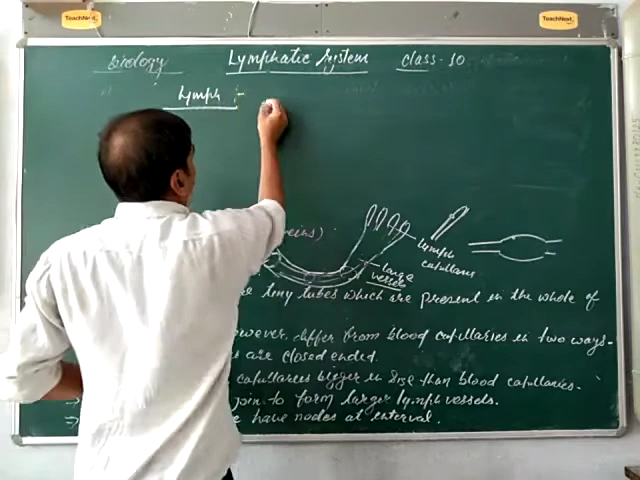 TeachNext TeachNext
Biology Lymphatic System Class-10
Lymph :-
veins)
Lymph
capillaries
large
vessels
tiny tubes which are present in the whole of
however, differ from blood capillaries in two ways-
are closed ended.
capillaries bigger in size than blood capillaries.
⇒ join to form larger lymph vessels.
⇒ have nodes at interval.